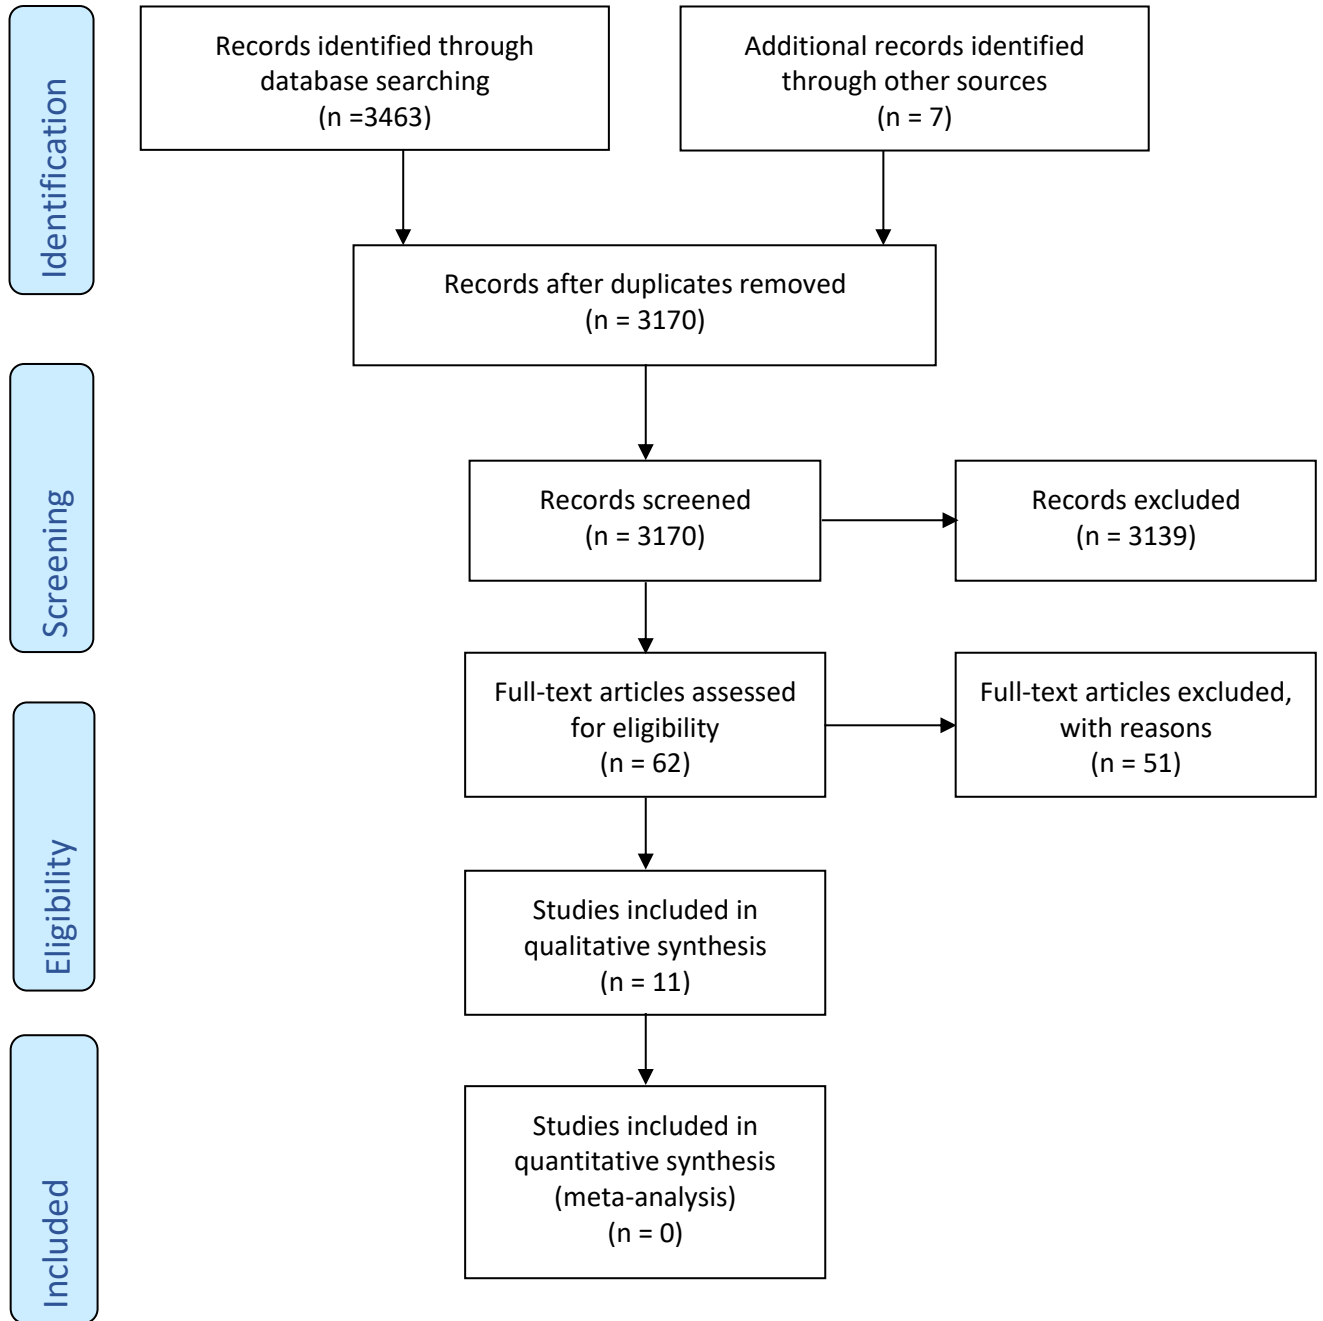 Identification
Records identified through
database searching
(n =3463)
Additional records identified
through other sources
(n = 7)
Records after duplicates removed
(n = 3170)
Screening
Records screened
(n = 3170)
Records excluded
(n = 3139)
Eligibility
Full-text articles assessed
for eligibility
(n = 62)
Full-text articles excluded,
with reasons
(n = 51)
Studies included in
qualitative synthesis
(n = 11)
Included
Studies included in
quantitative synthesis
(meta-analysis)
(n = 0)